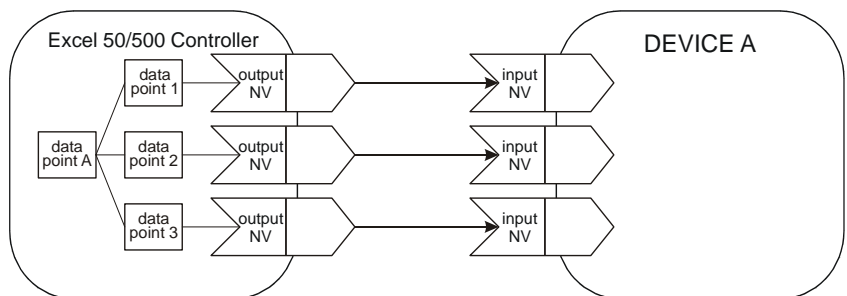 Excel 50/500 Controller
DEVICE A
data
point A
data
point 1
output
NV
input
NV
data
point 2
output
NV
input
NV
data
point 3
output
NV
input
NV